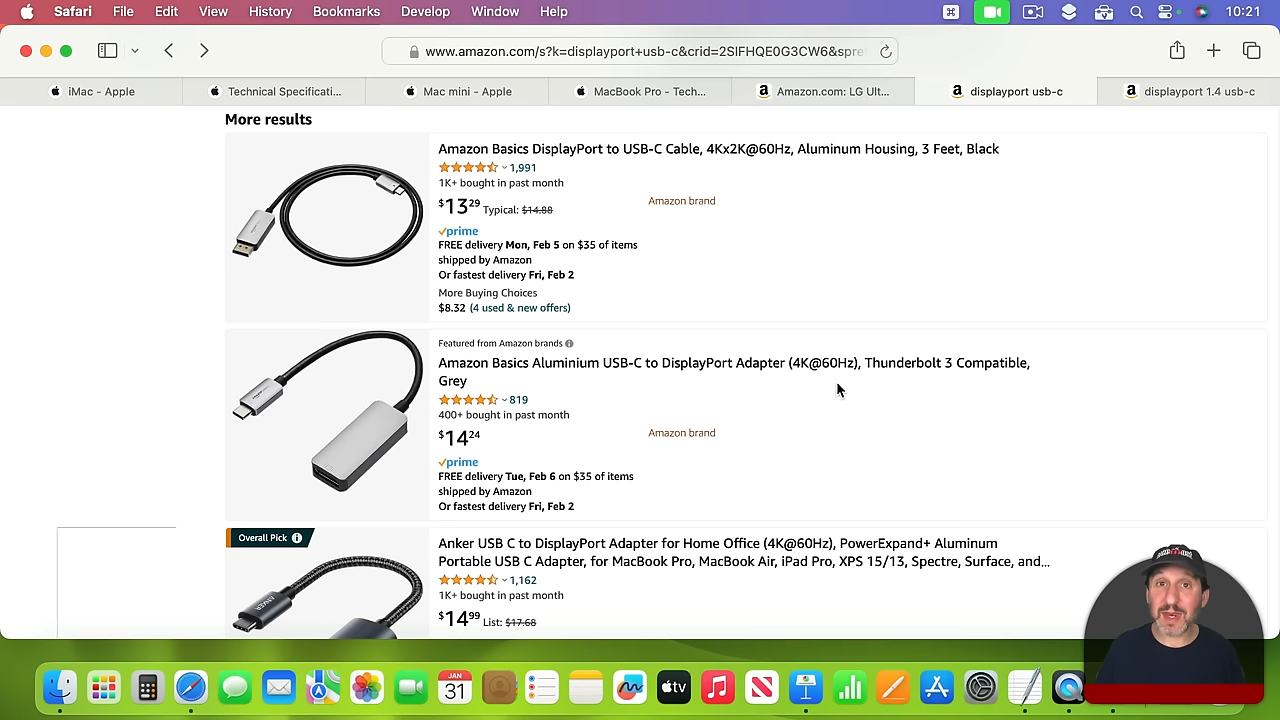 Safari File Edit View History Bookmarks Develop Window Help 10:21
www.amazon.com/s?k=displayport+usb-c&crid=2SIFHQE0G3CW6&spre
iMac - Apple
Technical Specificati...
Mac mini - Apple
MacBook Pro - Tech...
Amazon.com: LG Ult...
displayport usb-c
displayport 1.4 usb-c
More results
Amazon Basics DisplayPort to USB-C Cable, 4Kx2K@60Hz, Aluminum Housing, 3 Feet, Black
1,991
1K+ bought in past month
$1329 Typical: $14.88
Amazon brand
prime
FREE delivery Mon, Feb 5 on $35 of items
shipped by Amazon
Or fastest delivery Fri, Feb 2
More Buying Choices
$8.32 (4 used & new offers)
Featured from Amazon brands
Amazon Basics Aluminium USB-C to DisplayPort Adapter (4K@60Hz), Thunderbolt 3 Compatible,
Grey
819
400+ bought in past month
$1424
Amazon brand
prime
FREE delivery Tue, Feb 6 on $35 of items
shipped by Amazon
Or fastest delivery Fri, Feb 2
Overall Pick
ANKER
Anker USB C to DisplayPort Adapter for Home Office (4K@60Hz), PowerExpand+ Aluminum
Portable USB C Adapter, for MacBook Pro, MacBook Air, iPad Pro, XPS 15/13, Spectre, Surface, and...
1,162
1K+ bought in past month
$1499 List: $17.68
JAN
31
tv